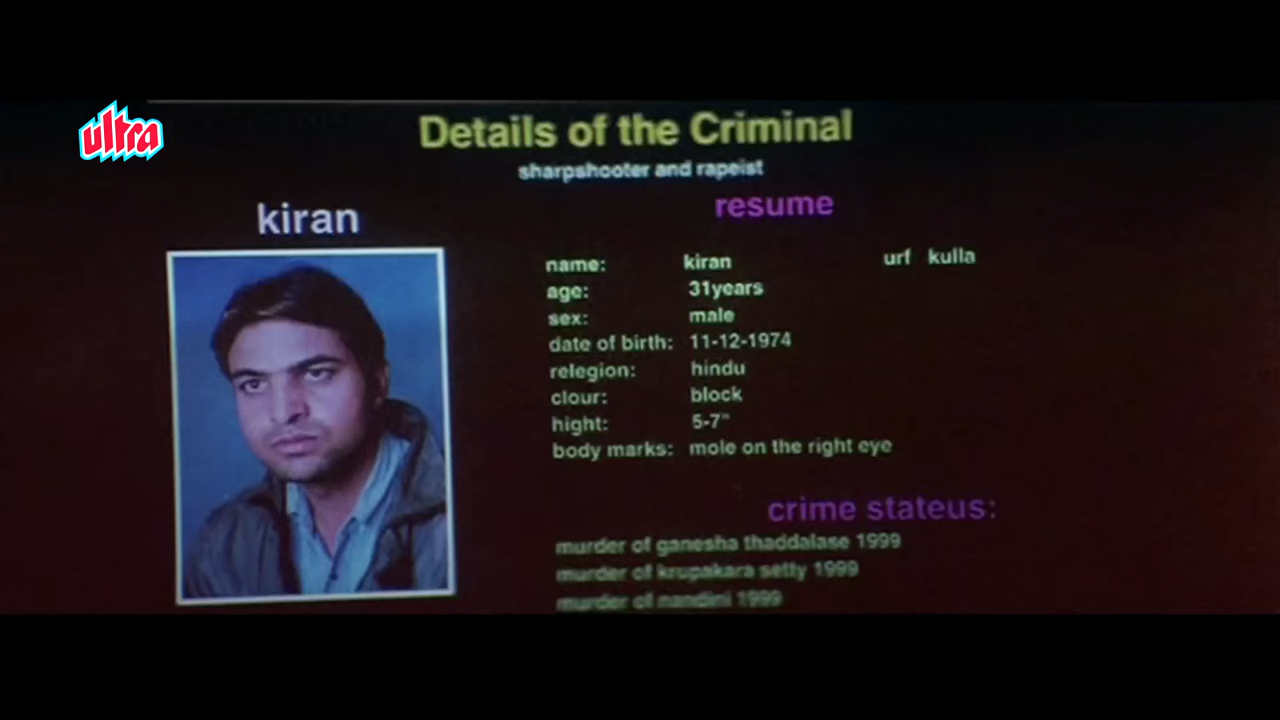 ultra
Details of the Criminal
sharpshooter and rapeist
kiran
resume
name: kiran urf kulla
age: 31years
sex: male
date of birth: 11-12-1974
relegion: hindu
clour: block
hight: 5-7"
body marks: mole on the right eye
crime stateus:
murder of ganesha thaddalase 1999
murder of krupakara setty 1999
murder of nandini 1999